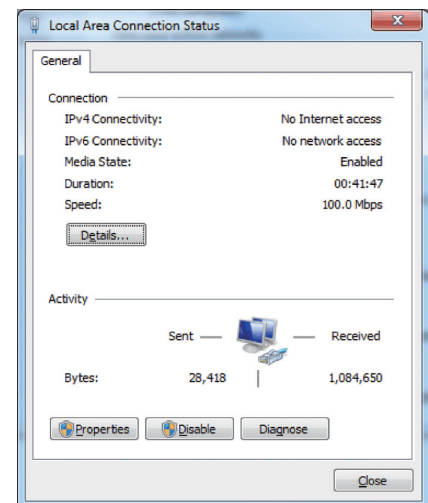 Local Area Connection Status
General
Connection
IPv4 Connectivity: No Internet access
IPv6 Connectivity: No network access
Media State: Enabled
Duration: 00:41:47
Speed: 100.0 Mbps
Details...
Activity
Sent Received
Bytes: 28,418 1,084,650
Properties Disable Diagnose
Close